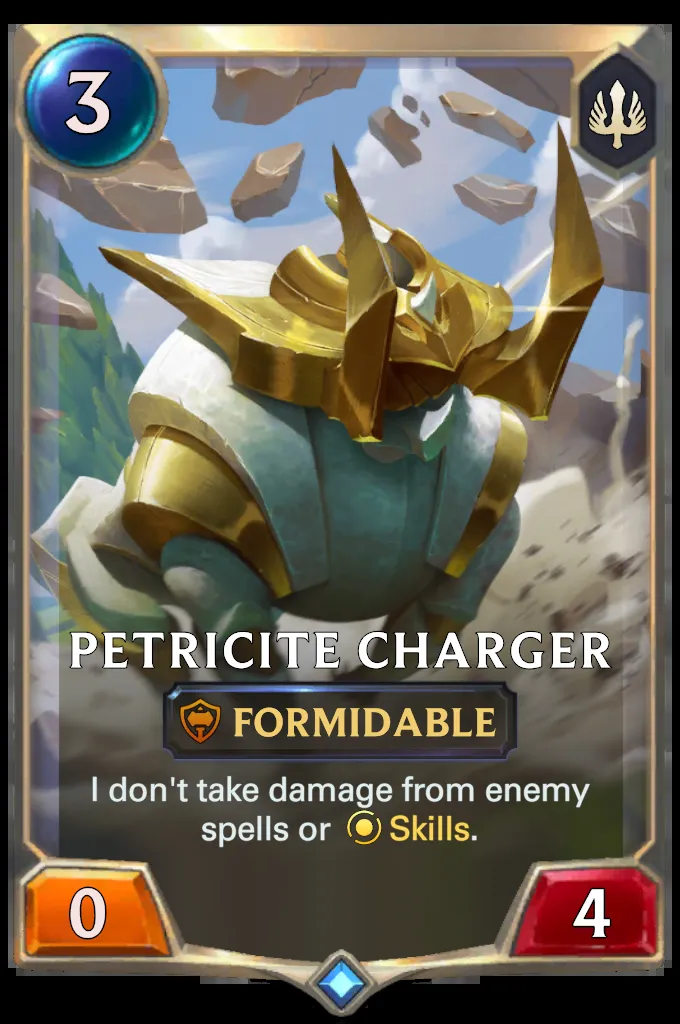 3
PETRICITE CHARGER
FORMIDABLE
I don't take damage from enemy
spells or Skills.
0
4